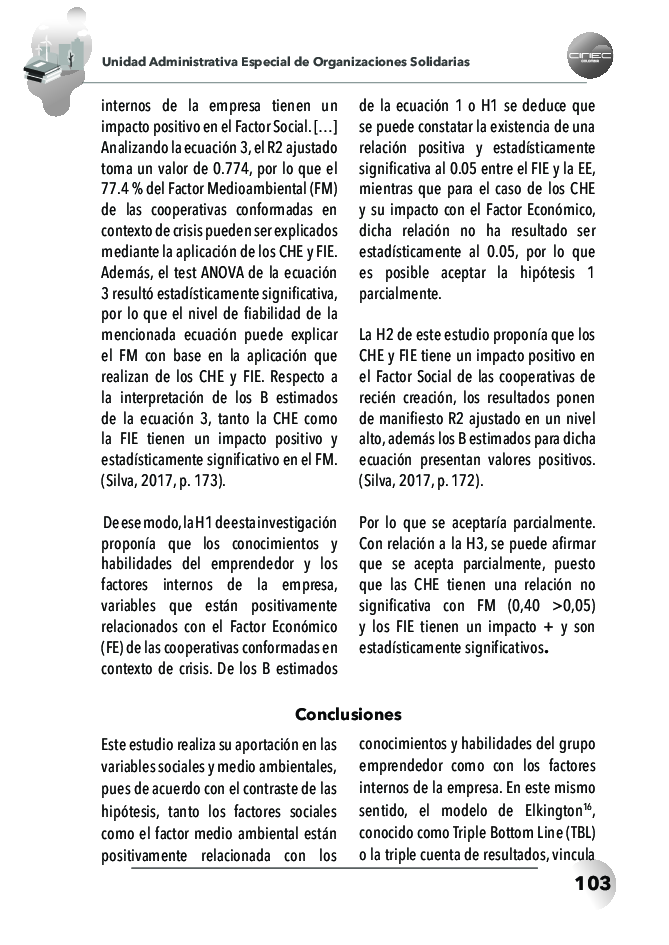 Unidad Administrativa Especial de Organizaciones Solidarias
CINEC
COLOMBIA
internos de la empresa tienen un
impacto positivo en el Factor Social. [...]
Analizando la ecuación 3, el R2 ajustado
toma un valor de 0.774, por lo que el
77.4 % del Factor Medioambiental (FM)
de las cooperativas conformadas en
contexto de crisis pueden ser explicados
mediante la aplicación de los CHE y FIE.
Además, el test ANOVA de la ecuación
3 resultó estadísticamente significativa,
por lo que el nivel de fiabilidad de la
mencionada ecuación puede explicar
el FM con base en la aplicación que
realizan de los CHE y FIE. Respecto a
la interpretación de los B estimados
de la ecuación 3, tanto la CHE como
la FIE tienen un impacto positivo y
estadísticamente significativo en el FM.
(Silva, 2017, p. 173).
De ese modo, la H1 de esta investigación
proponía que los conocimientos y
habilidades del emprendedor y los
factores internos de la empresa,
variables que están positivamente
relacionados con el Factor Económico
(FE) de las cooperativas conformadas en
contexto de crisis. De los B estimados
de la ecuación 1 o H1 se deduce que
se puede constatar la existencia de una
relación positiva y estadísticamente
significativa al 0.05 entre el FIE y la EE,
mientras que para el caso de los CHE
y su impacto con el Factor Económico,
dicha relación no ha resultado ser
estadísticamente al 0.05, por lo que
es posible aceptar la hipótesis 1
parcialmente.
La H2 de este estudio proponía que los
CHE y FIE tiene un impacto positivo en
el Factor Social de las cooperativas de
recién creación, los resultados ponen
de manifiesto R2 ajustado en un nivel
alto, además los B estimados para dicha
ecuación presentan valores positivos.
(Silva, 2017, p. 172).
Por lo que se aceptaría parcialmente.
Con relación a la H3, se puede afirmar
que se acepta parcialmente, puesto
que las CHE tienen una relación no
significativa con FM (0,40 >0,05)
y los FIE tienen un impacto + y son
estadísticamente significativos.
Conclusiones
Este estudio realiza su aportación en las
variables sociales y medio ambientales,
pues de acuerdo con el contraste de las
hipótesis, tanto los factores sociales
como el factor medio ambiental están
positivamente relacionada con los
conocimientos y habilidades del grupo
emprendedor como con los factores
internos de la empresa. En este mismo
sentido, el modelo de Elkington¹⁶,
conocido como Triple Bottom Line (TBL)
o la triple cuenta de resultados, vincula
103